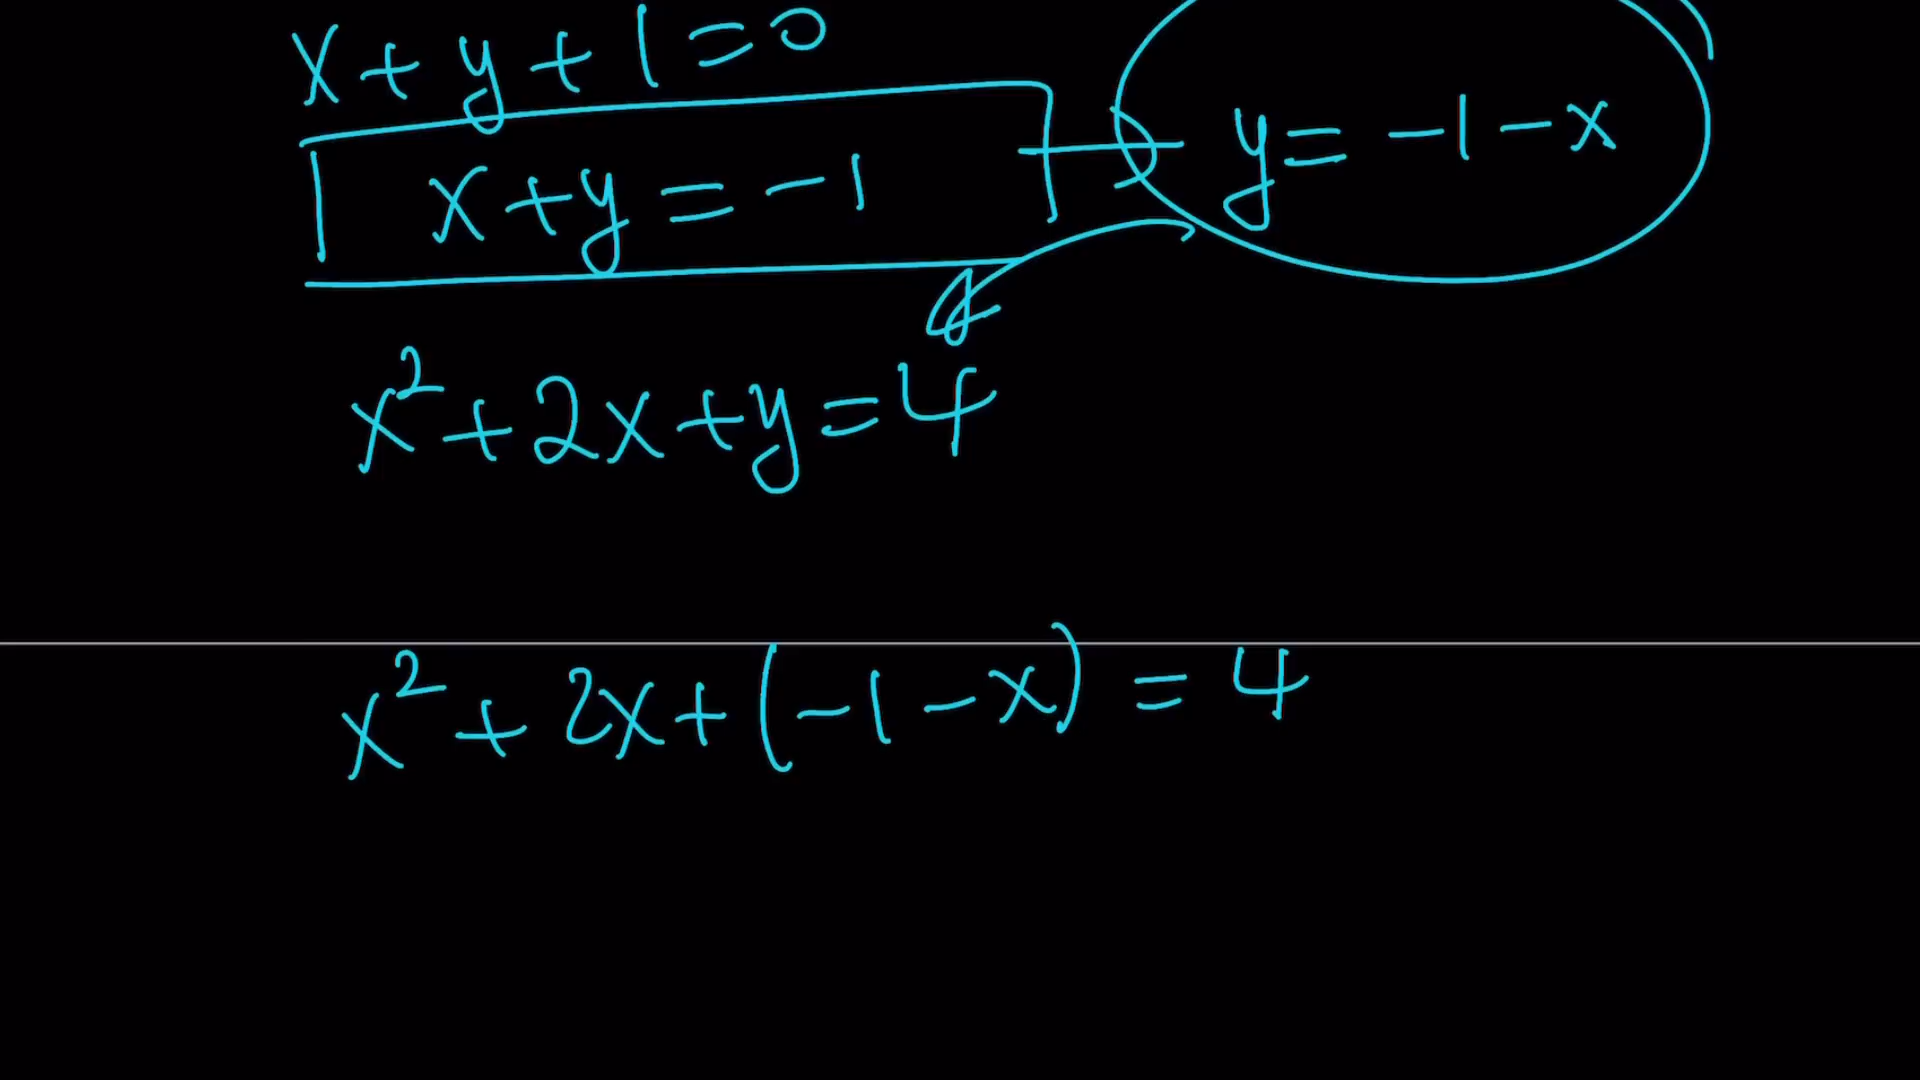 x+y+1=0
x+y=-1 → y=-1-x
x²+2x+y=4
x²+2x+(-1-x)=4